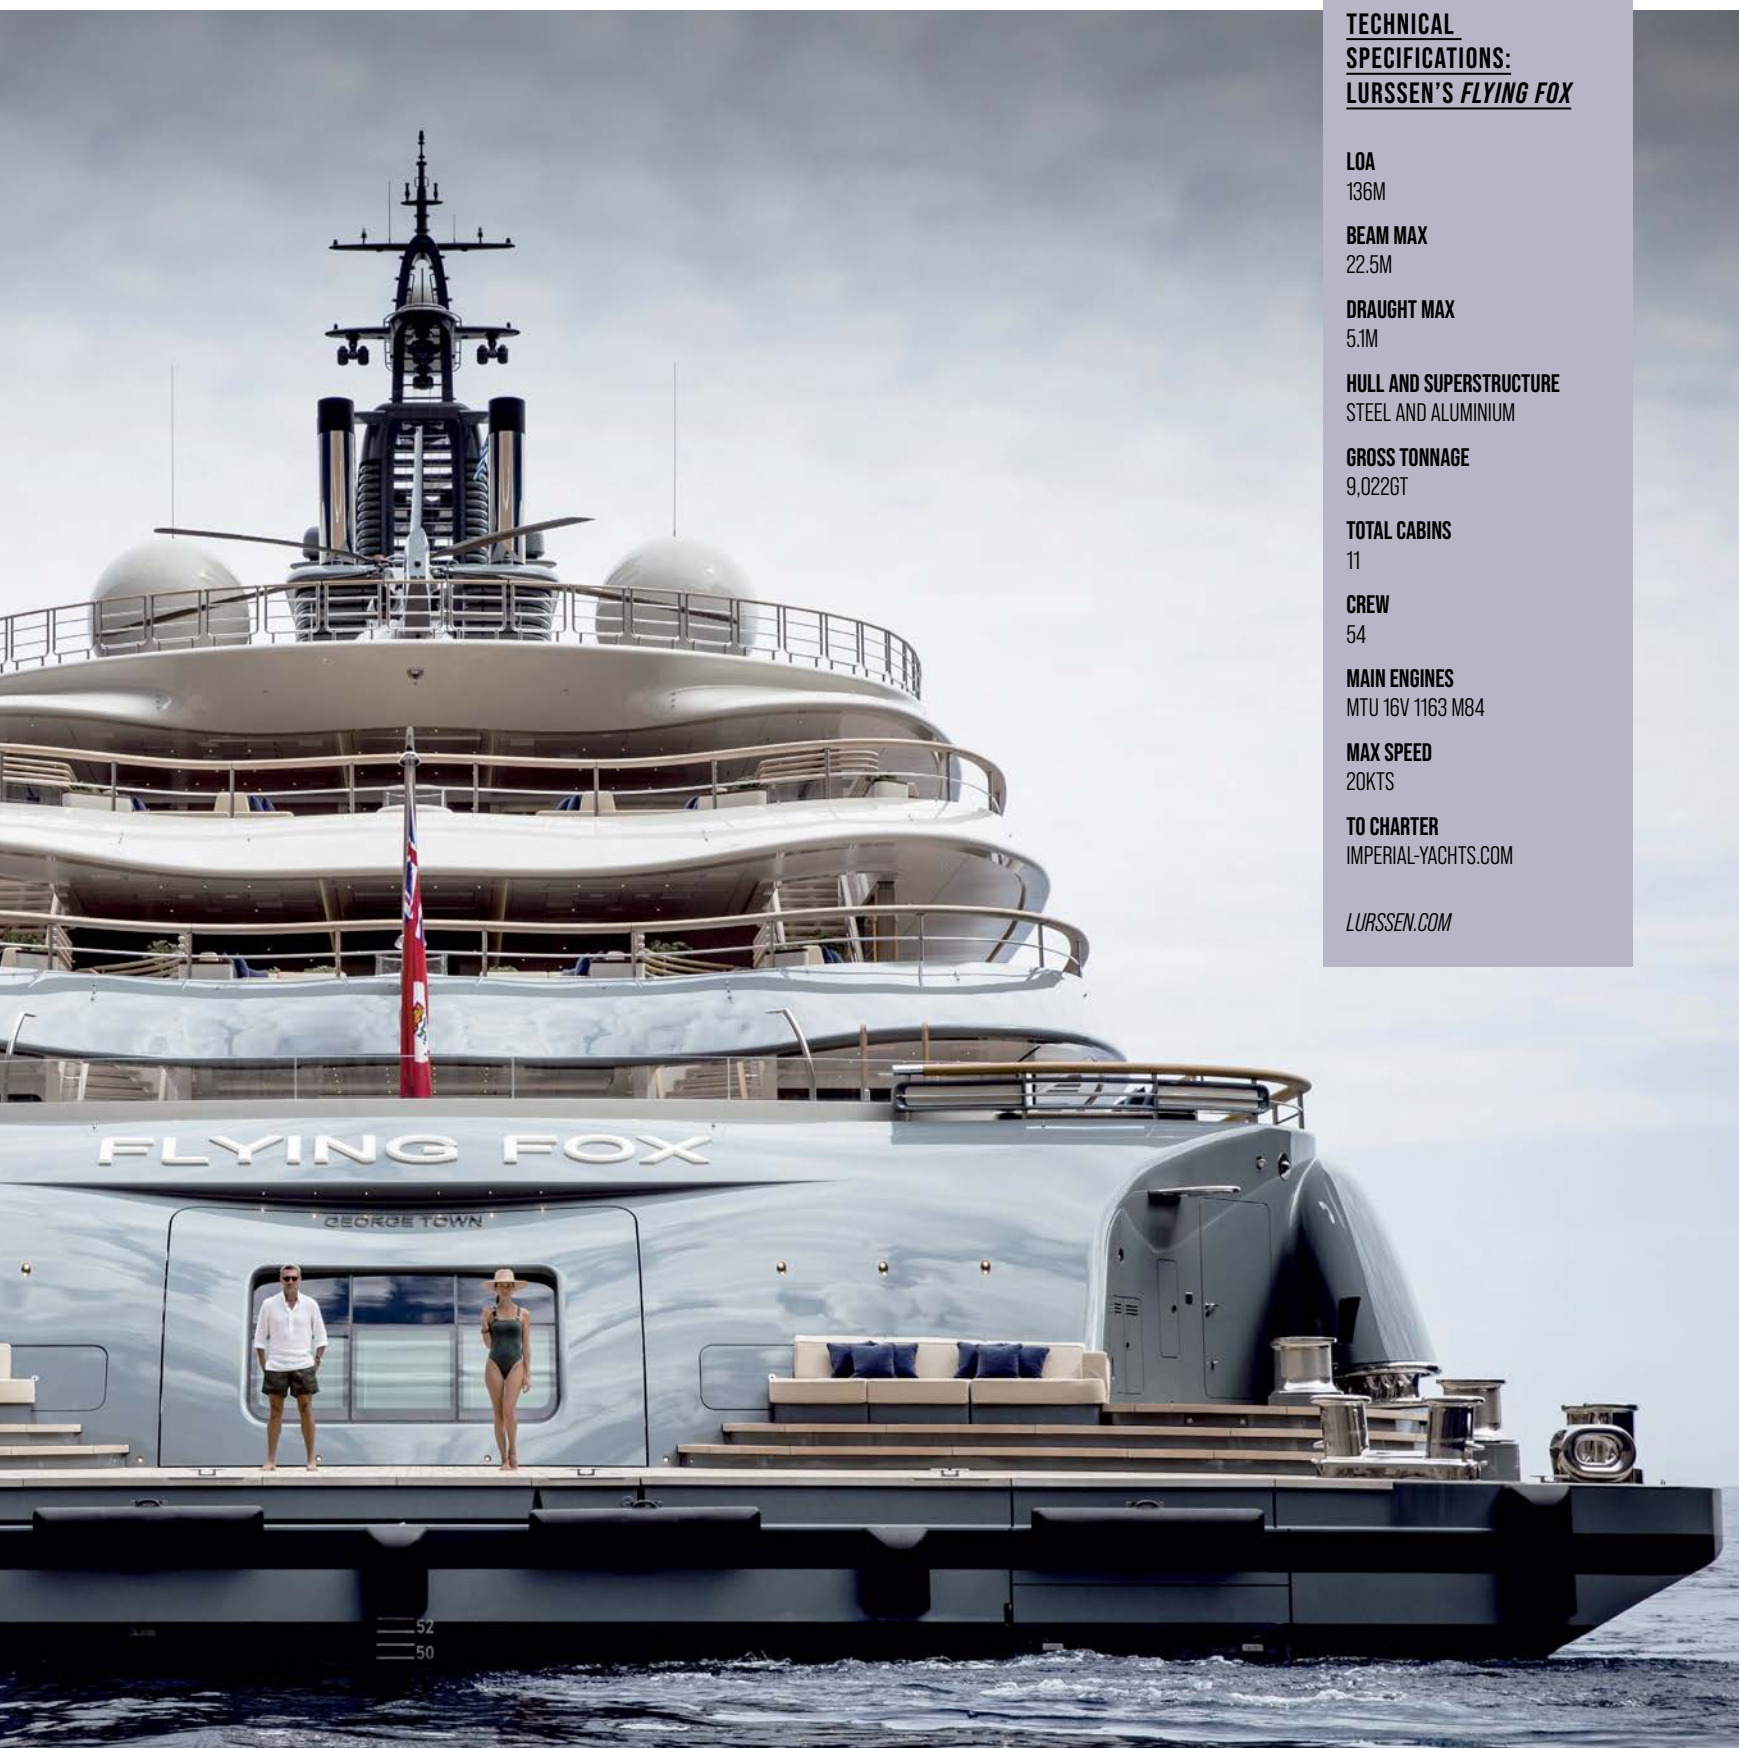 TECHNICAL
SPECIFICATIONS:
LURSSEN'S FLYING FOX
LOA
136M
BEAM MAX
22.5M
DRAUGHT MAX
5.1M
HULL AND SUPERSTRUCTURE
STEEL AND ALUMINIUM
GROSS TONNAGE
9,022GT
TOTAL CABINS
11
CREW
54
MAIN ENGINES
MTU 16V 1163 M84
MAX SPEED
20KTS
TO CHARTER
IMPERIAL-YACHTS.COM
LURSSEN.COM
FLYING FOX
GEORGE TOWN
52
50